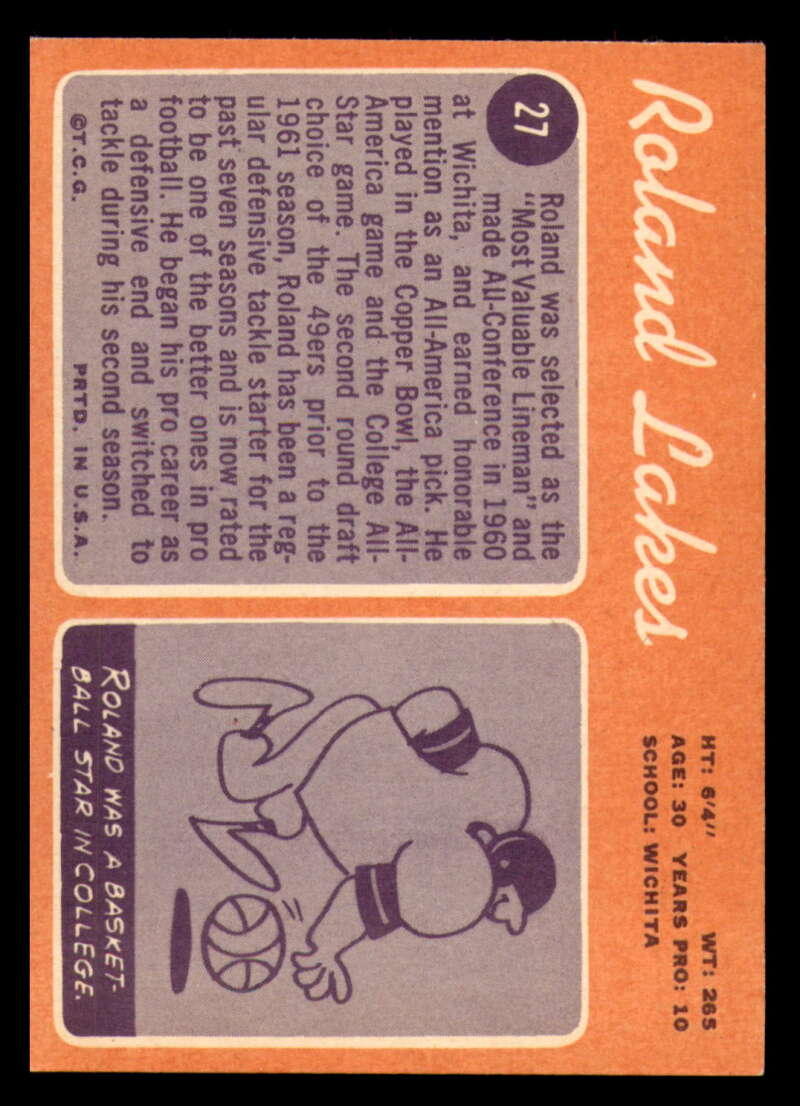 Roland Lakes
HT: 6'4" WT: 265
AGE: 30 YEARS PRO: 10
SCHOOL: WICHITA
27
Roland was selected as the
"Most Valuable Lineman" and
made All-Conference in 1960
at Wichita, and earned honorable
mention as an All-America pick. He
played in the Copper Bowl, the All-
America game and the College All-
Star game. The second round draft
choice of the 49ers prior to the
1961 season, Roland has been a reg-
ular defensive tackle starter for the
past seven seasons and is now rated
to be one of the better ones in pro
football. He began his pro career as
a defensive end and switched to
tackle during his second season.
©T.C.G. PRTD. IN U.S.A.
ROLAND WAS A BASKET-
BALL STAR IN COLLEGE.